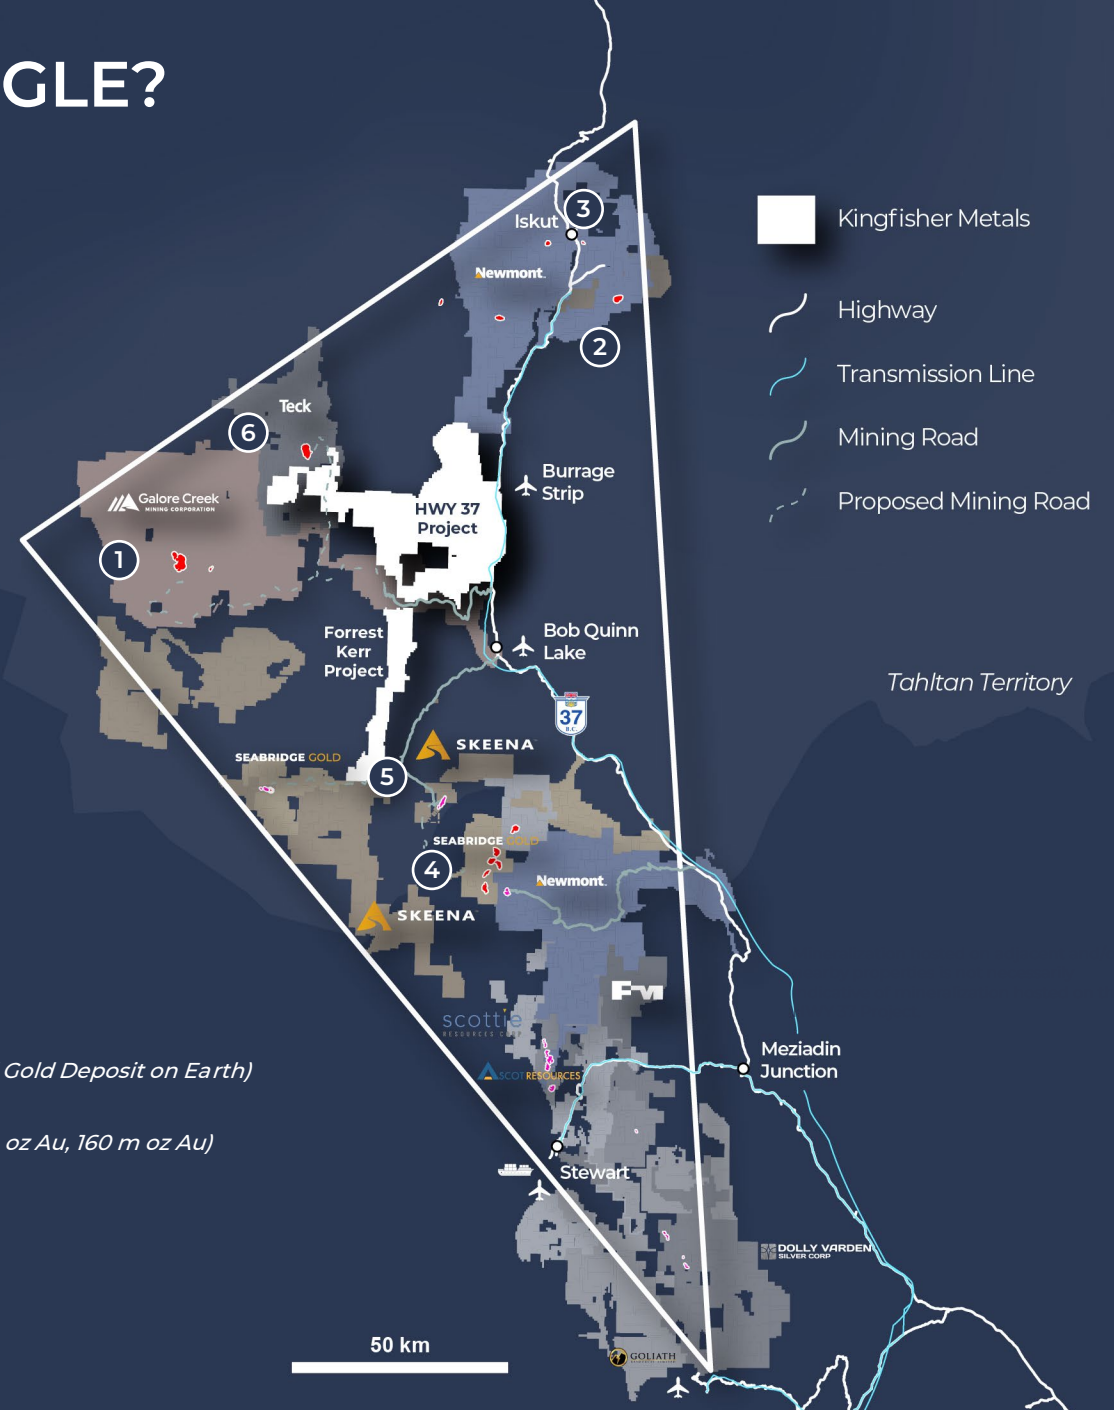 GLE?
3
Iskut
Kingfisher Metals
Newmont
Highway
2
Transmission Line
Teck
6
Mining Road
Burrage
Strip
Galore Creek
MINING CORPORATION
HWY 37
Project
Proposed Mining Road
1
Forrest
Kerr
Project
Bob Quinn
Lake
Tahltan Territory
37
B.C.
SKEENA
SEABRIDGE GOLD
5
SEABRIDGE GOLD
4
Newmont
SKEENA
scottie
RESOURCES CORP
Meziadin
Junction
Gold Deposit on Earth)
ASCOT RESOURCES
oz Au, 160 m oz Au)
Stewart
DOLLY VARDEN
SILVER CORP
50 km
GOLIATH